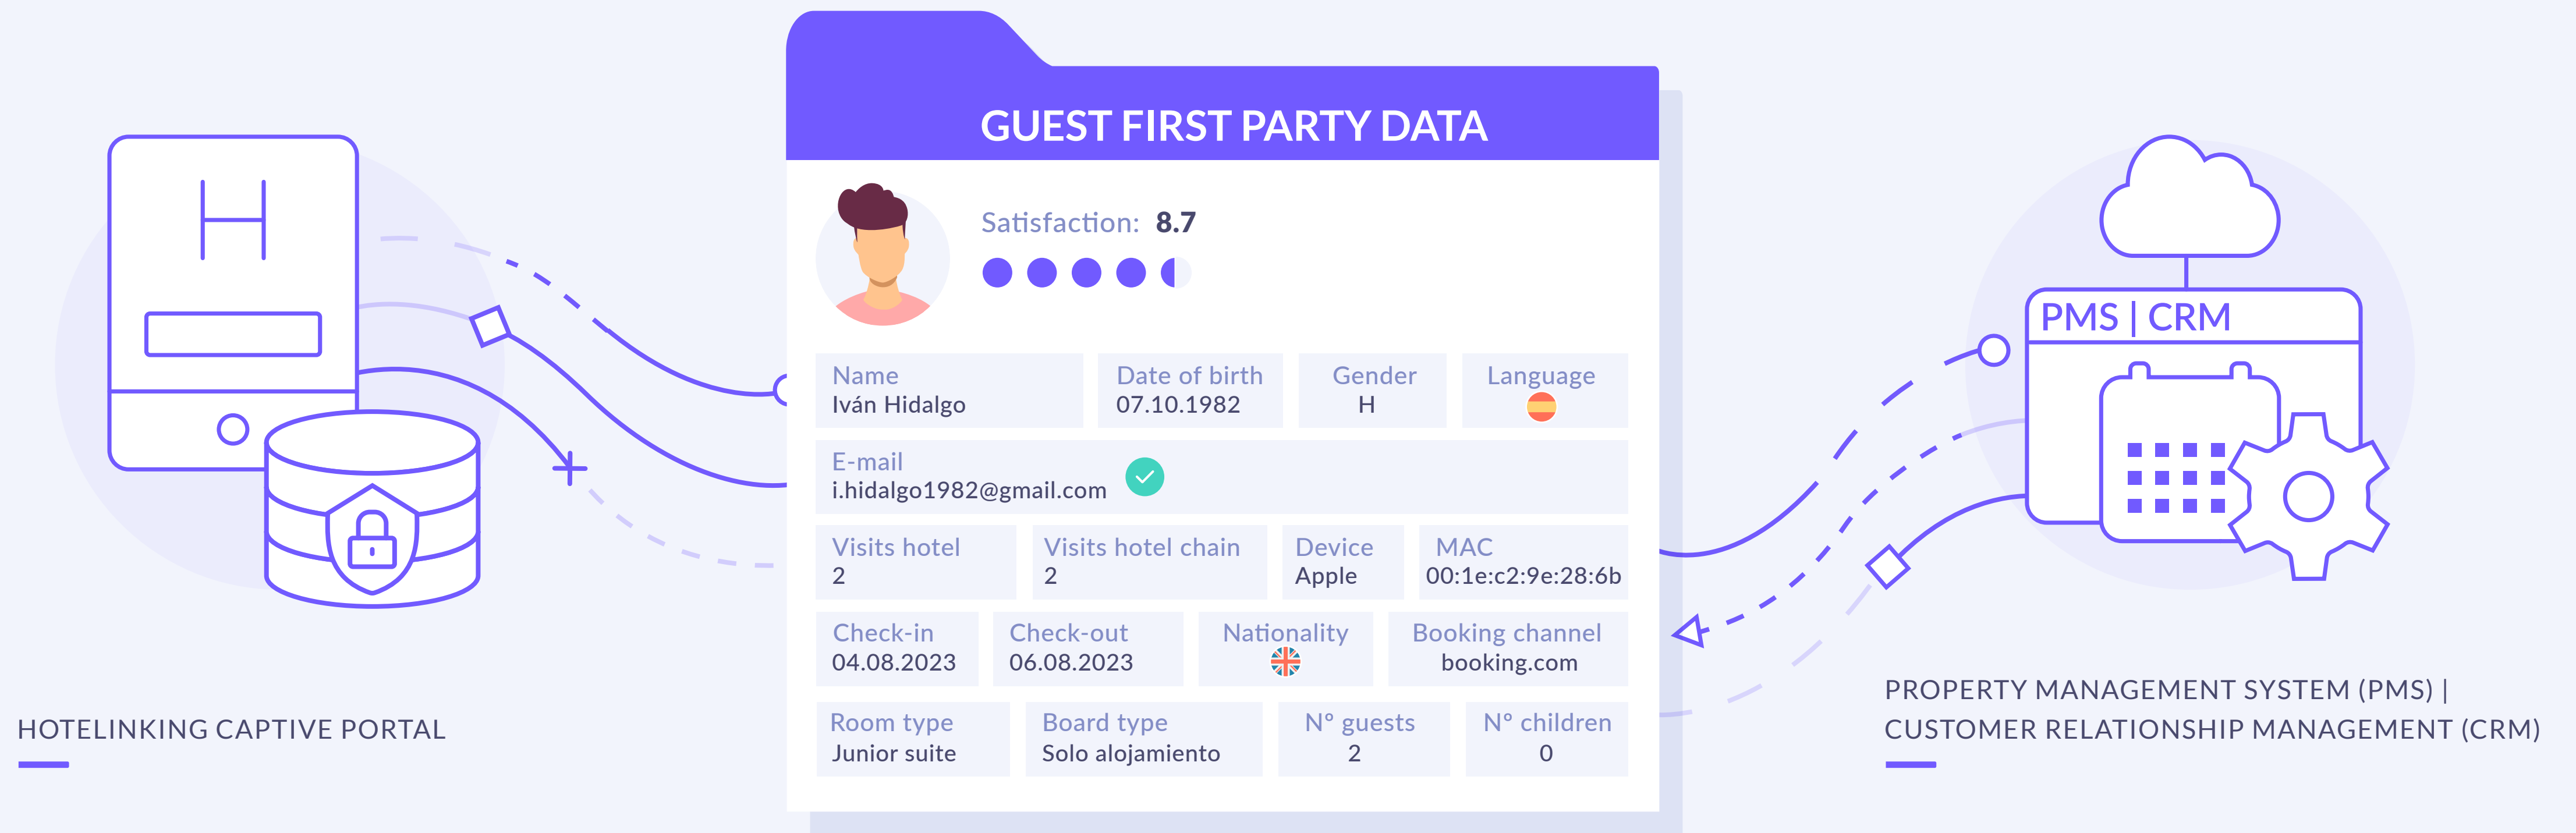 H
HOTELINKING CAPTIVE PORTAL
GUEST FIRST PARTY DATA
Satisfaction: 8.7
Name
Iván Hidalgo
Date of birth
07.10.1982
Gender
H
Language
E-mail
i.hidalgo1982@gmail.com
Visits hotel
2
Visits hotel chain
2
Device
Apple
MAC
00:1e:c2:9e:28:6b
Check-in
04.08.2023
Check-out
06.08.2023
Nationality
Booking channel
booking.com
Room type
Junior suite
Board type
Solo alojamiento
Nº guests
2
Nº children
0
PMS | CRM
PROPERTY MANAGEMENT SYSTEM (PMS) |
CUSTOMER RELATIONSHIP MANAGEMENT (CRM)